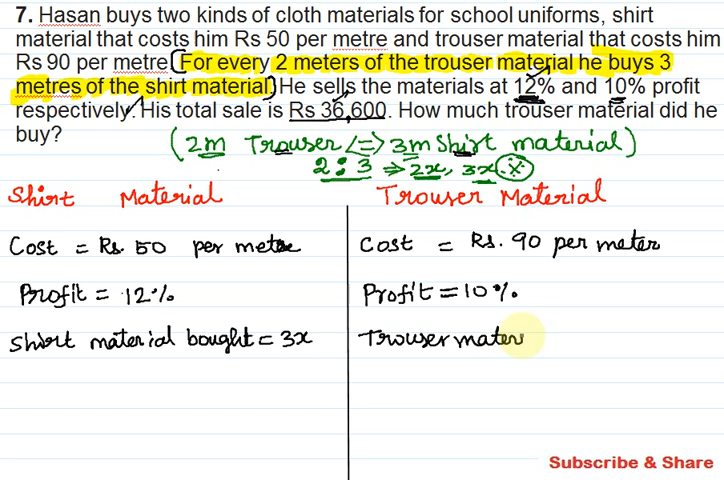 7. Hasan buys two kinds of cloth materials for school uniforms, shirt
material that costs him Rs 50 per metre and trouser material that costs him
Rs 90 per metre. [For every 2 meters of the trouser material he buys 3
metres of the shirt material.] He sells the materials at 12% and 10% profit
respectively. His total sale is Rs 36,600. How much trouser material did he
buy?
(2m Trouser <=> 3m Shirt material)
2 : 3 => 2x, 3x
Shirt Material
Trouser Material
Cost = Rs. 50 per metre
Cost = Rs. 90 per meter
Profit = 12%
Profit = 10%
Shirt material bought = 3x
Trouser mater
Subscribe & Share